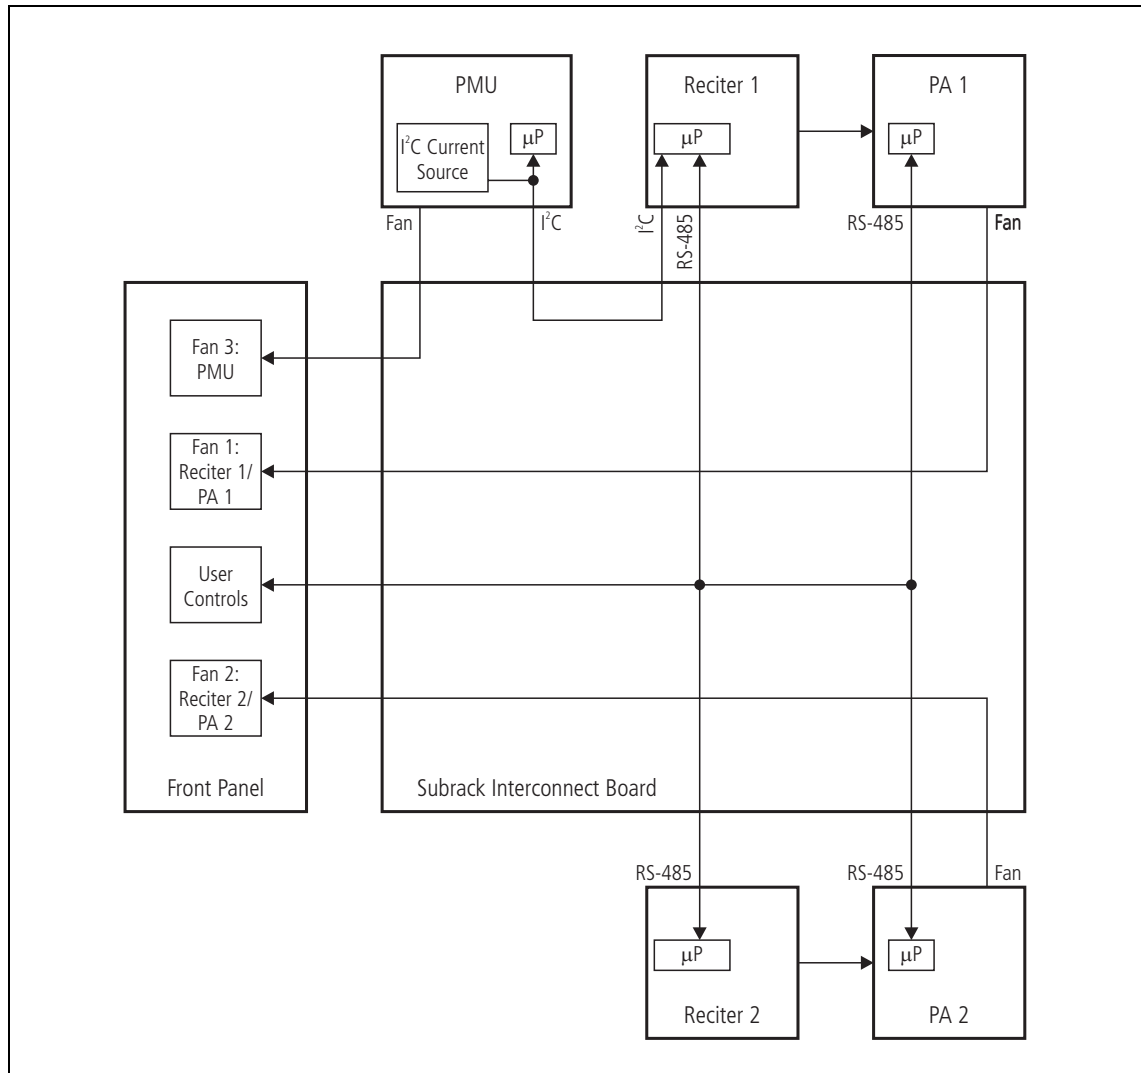 PMU
I²C Current
Source
μP
Reciter 1
μP
PA 1
μP
Fan
I²C
I²C
RS-485
RS-485
Fan
Fan 3:
PMU
Fan 1:
Reciter 1/
PA 1
User
Controls
Fan 2:
Reciter 2/
PA 2
Front Panel
Subrack Interconnect Board
RS-485
RS-485
Fan
μP
Reciter 2
μP
PA 2